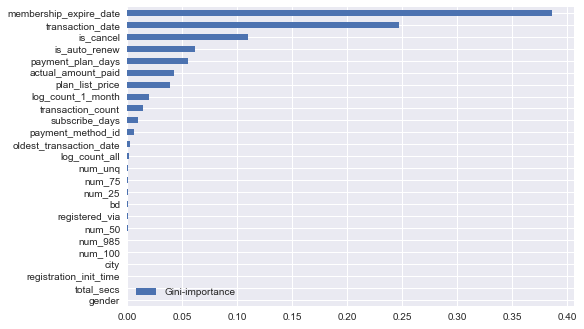 membership_expire_date
transaction_date
is_cancel
is_auto_renew
payment_plan_days
actual_amount_paid
plan_list_price
log_count_1_month
transaction_count
subscribe_days
payment_method_id
oldest_transaction_date
log_count_all
num_unq
num_75
num_25
bd
registered_via
num_50
num_985
num_100
city
registration_init_time
total_secs
gender
Gini-importance
0.00 0.05 0.10 0.15 0.20 0.25 0.30 0.35 0.40